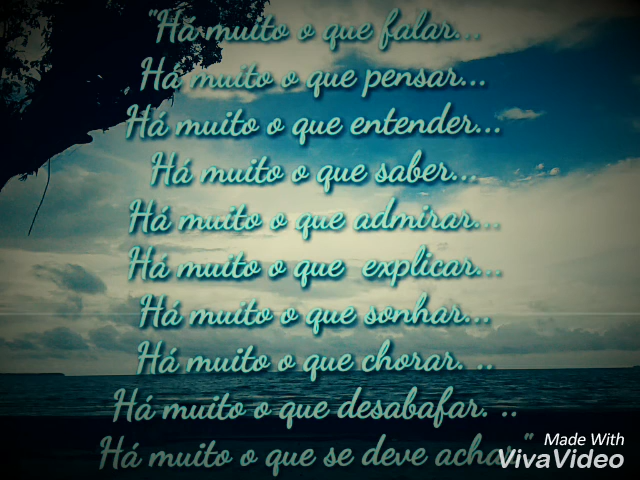 "Há muito o que falar...
Há muito o que pensar...
Há muito o que entender...
Há muito o que saber...
Há muito o que admirar...
Há muito o que  explicar...
Há muito o que sonhar...
Há muito o que chorar. ..
Há muito o que desabafar. ..
Há muito o que se deve achar."
Made With
VivaVideo